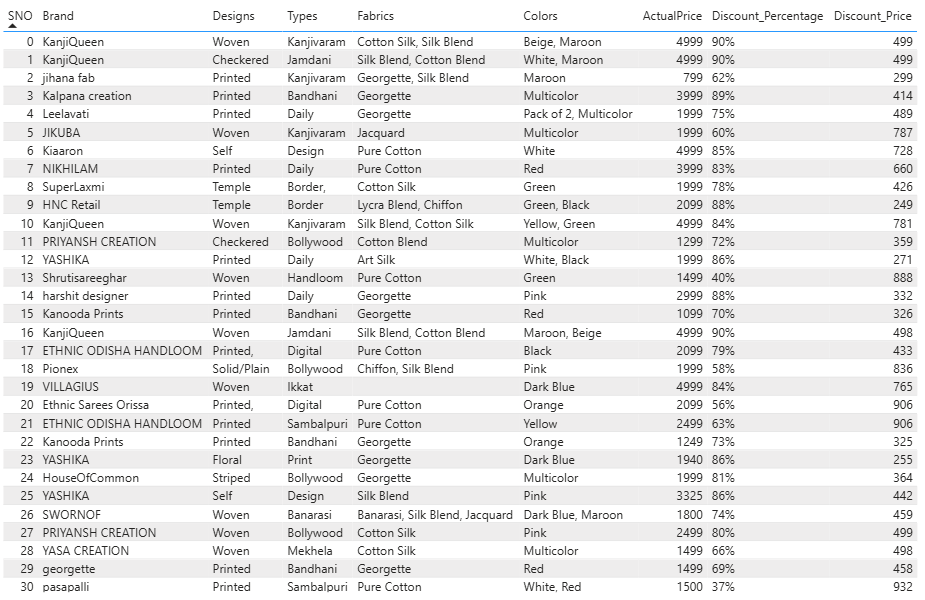 SNO Brand Designs Types Fabrics Colors ActualPrice Discount_Percentage Discount_Price
0 KanjiQueen Woven Kanjivaram Cotton Silk, Silk Blend Beige, Maroon 4999 90% 499
1 KanjiQueen Checkered Jamdani Silk Blend, Cotton Blend White, Maroon 4999 90% 499
2 jihana fab Printed Kanjivaram Georgette, Silk Blend Maroon 799 62% 299
3 Kalpana creation Printed Bandhani Georgette Multicolor 3999 89% 414
4 Leelavati Printed Daily Georgette Pack of 2, Multicolor 1999 75% 489
5 JIKUBA Woven Kanjivaram Jacquard Multicolor 1999 60% 787
6 Kiaaron Self Design Pure Cotton White 4999 85% 728
7 NIKHILAM Printed Daily Pure Cotton Red 3999 83% 660
8 SuperLaxmi Temple Border, Cotton Silk Green 1999 78% 426
9 HNC Retail Temple Border Lycra Blend, Chiffon Green, Black 2099 88% 249
10 KanjiQueen Woven Kanjivaram Silk Blend, Cotton Silk Yellow, Green 4999 84% 781
11 PRIYANSH CREATION Checkered Bollywood Cotton Blend Multicolor 1299 72% 359
12 YASHIKA Printed Daily Art Silk White, Black 1999 86% 271
13 Shrutisareeghar Woven Handloom Pure Cotton Green 1499 40% 888
14 harshit designer Printed Daily Georgette Pink 2999 88% 332
15 Kanooda Prints Printed Bandhani Georgette Red 1099 70% 326
16 KanjiQueen Woven Jamdani Silk Blend, Cotton Blend Maroon, Beige 4999 90% 498
17 ETHNIC ODISHA HANDLOOM Printed, Digital Pure Cotton Black 2099 79% 433
18 Pionex Solid/Plain Bollywood Chiffon, Silk Blend Pink 1999 58% 836
19 VILLAGIUS Woven Ikkat Dark Blue 4999 84% 765
20 Ethnic Sarees Orissa Printed, Digital Pure Cotton Orange 2099 56% 906
21 ETHNIC ODISHA HANDLOOM Printed Sambalpuri Pure Cotton Yellow 2499 63% 906
22 Kanooda Prints Printed Bandhani Georgette Orange 1249 73% 325
23 YASHIKA Floral Print Georgette Dark Blue 1940 86% 255
24 HouseOfCommon Striped Bollywood Georgette Multicolor 1999 81% 364
25 YASHIKA Self Design Silk Blend Pink 3325 86% 442
26 SWORNOF Woven Banarasi Banarasi, Silk Blend, Jacquard Dark Blue, Maroon 1800 74% 459
27 PRIYANSH CREATION Woven Bollywood Cotton Silk Pink 2499 80% 499
28 YASA CREATION Woven Mekhela Cotton Silk Multicolor 1499 66% 498
29 georgette Printed Bandhani Georgette Red 1499 69% 458
30 pasapalli Printed Sambalpuri Pure Cotton White, Red 1500 37% 932